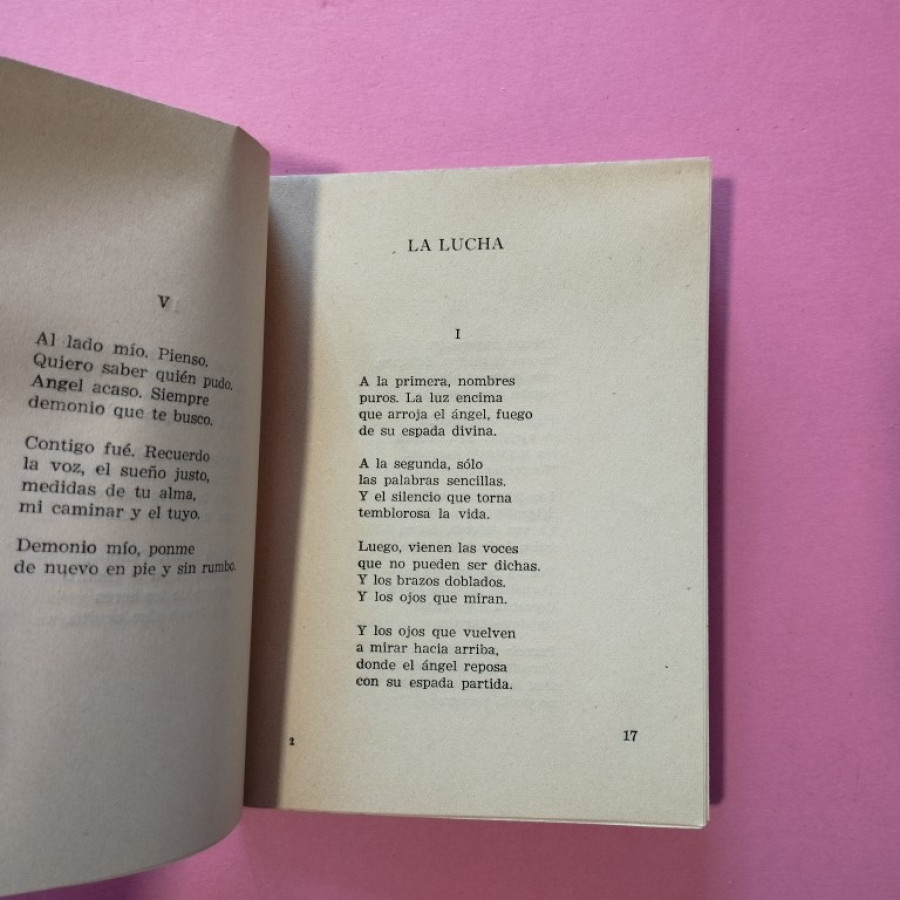 V
Al lado mío. Pienso.
Quiero saber quién pudo.
Angel acaso. Siempre
demonio que te busco.
Contigo fué. Recuerdo
la voz, el sueño justo,
medidas de tu alma,
mi caminar y el tuyo.
Demonio mío, ponme
de nuevo en pie y sin rumbo.
LA LUCHA
I
A la primera, nombres
puros. La luz encima
que arroja el ángel, fuego
de su espada divina.
A la segunda, sólo
las palabras sencillas.
Y el silencio que torna
temblorosa la vida.
Luego, vienen las voces
que no pueden ser dichas.
Y los brazos doblados.
Y los ojos que miran.
Y los ojos que vuelven
a mirar hacia arriba,
donde el ángel reposa
con su espada partida.
2
17